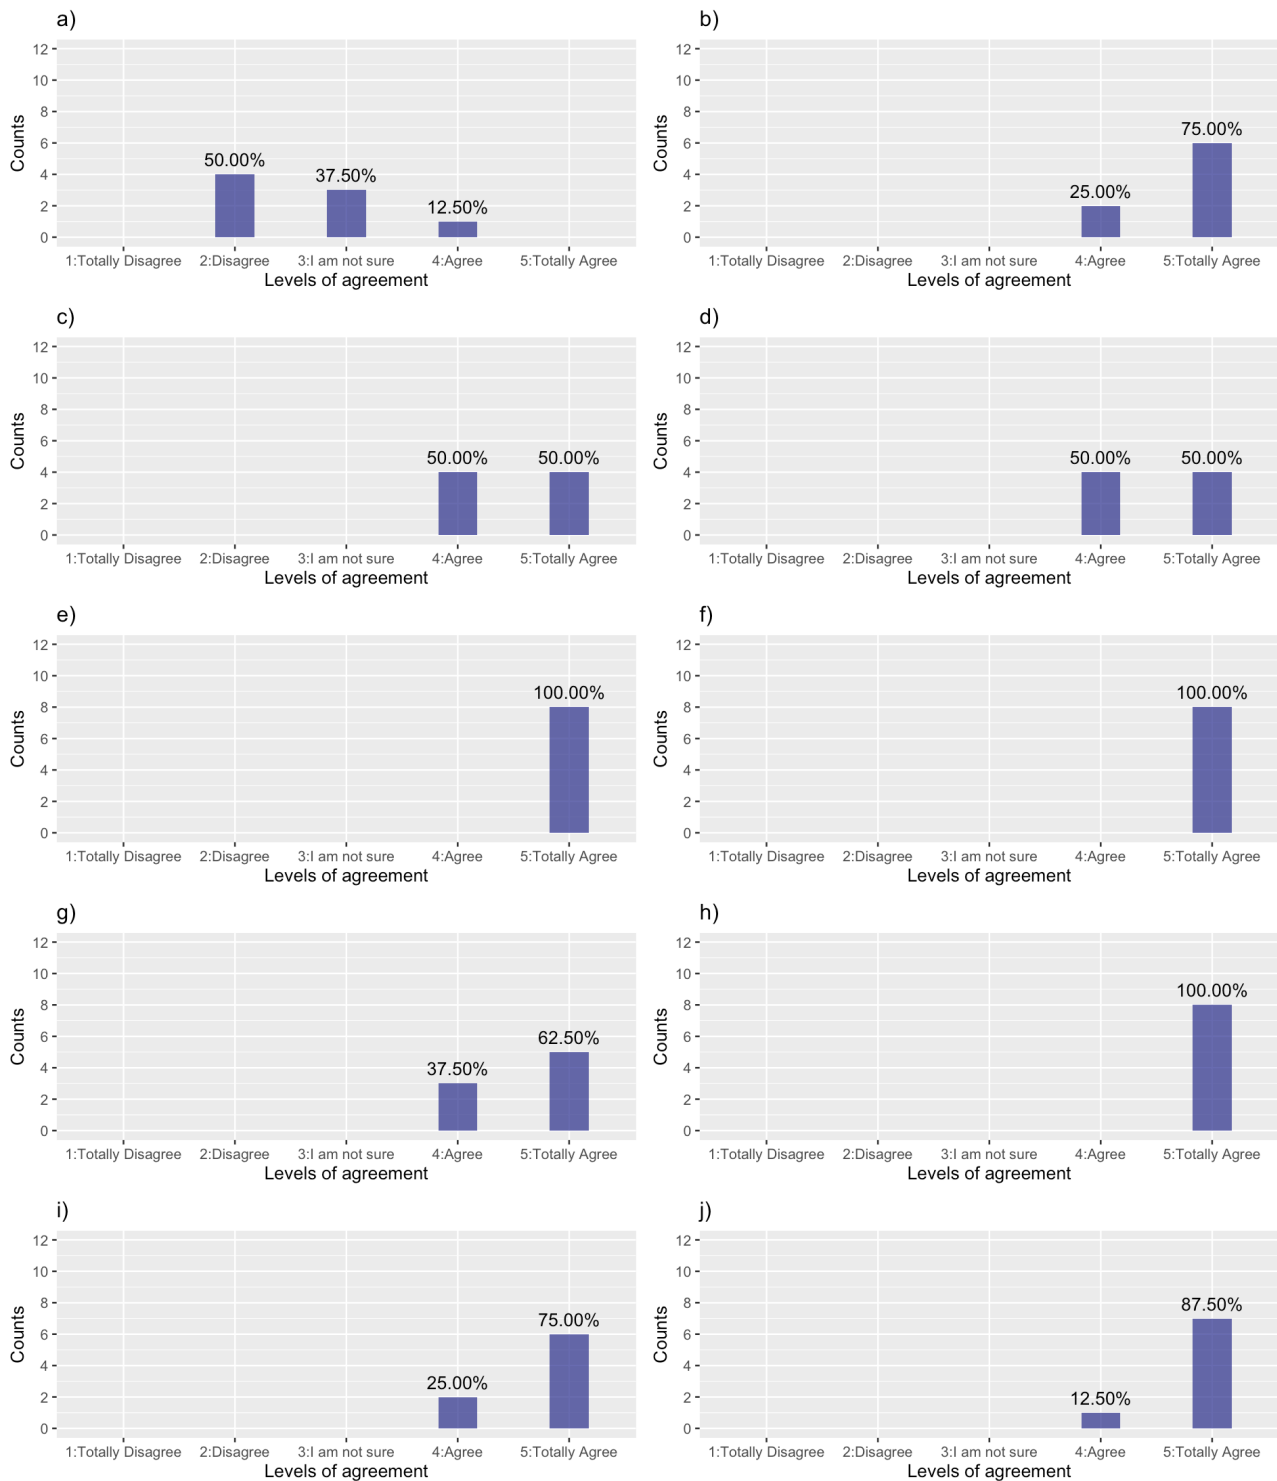 a)
12
10
8
6
4
2
0
Counts
50.00%
37.50%
12.50%
1:Totally Disagree 2:Disagree 3:I am not sure 4:Agree 5:Totally Agree
Levels of agreement
b)
12
10
8
6
4
2
0
Counts
75.00%
25.00%
1:Totally Disagree 2:Disagree 3:I am not sure 4:Agree 5:Totally Agree
Levels of agreement
c)
12
10
8
6
4
2
0
Counts
50.00% 50.00%
1:Totally Disagree 2:Disagree 3:I am not sure 4:Agree 5:Totally Agree
Levels of agreement
d)
12
10
8
6
4
2
0
Counts
50.00% 50.00%
1:Totally Disagree 2:Disagree 3:I am not sure 4:Agree 5:Totally Agree
Levels of agreement
e)
12
10
8
6
4
2
0
Counts
100.00%
1:Totally Disagree 2:Disagree 3:I am not sure 4:Agree 5:Totally Agree
Levels of agreement
f)
12
10
8
6
4
2
0
Counts
100.00%
1:Totally Disagree 2:Disagree 3:I am not sure 4:Agree 5:Totally Agree
Levels of agreement
g)
12
10
8
6
4
2
0
Counts
62.50%
37.50%
1:Totally Disagree 2:Disagree 3:I am not sure 4:Agree 5:Totally Agree
Levels of agreement
h)
12
10
8
6
4
2
0
Counts
100.00%
1:Totally Disagree 2:Disagree 3:I am not sure 4:Agree 5:Totally Agree
Levels of agreement
i)
12
10
8
6
4
2
0
Counts
75.00%
25.00%
1:Totally Disagree 2:Disagree 3:I am not sure 4:Agree 5:Totally Agree
Levels of agreement
j)
12
10
8
6
4
2
0
Counts
87.50%
12.50%
1:Totally Disagree 2:Disagree 3:I am not sure 4:Agree 5:Totally Agree
Levels of agreement